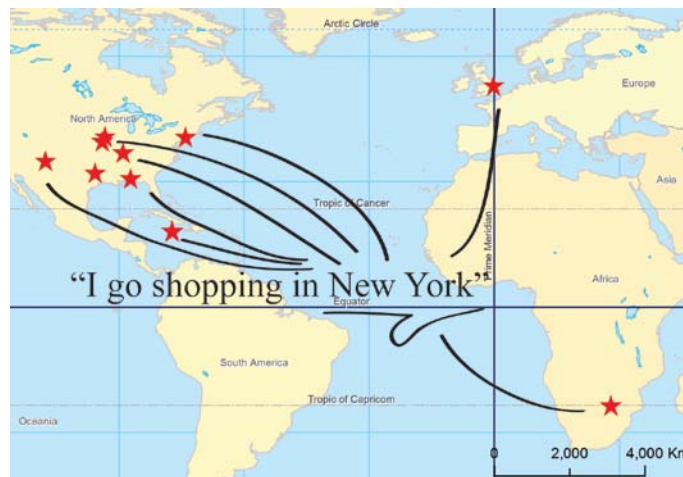 Arctic Circle
Europe
North America
Asia
Tropic of Cancer
Prime Meridian
Africa
“I go shopping in New York”
Equator
South America
Tropic of Capricorn
Oceania
0 2,000 4,000 Km